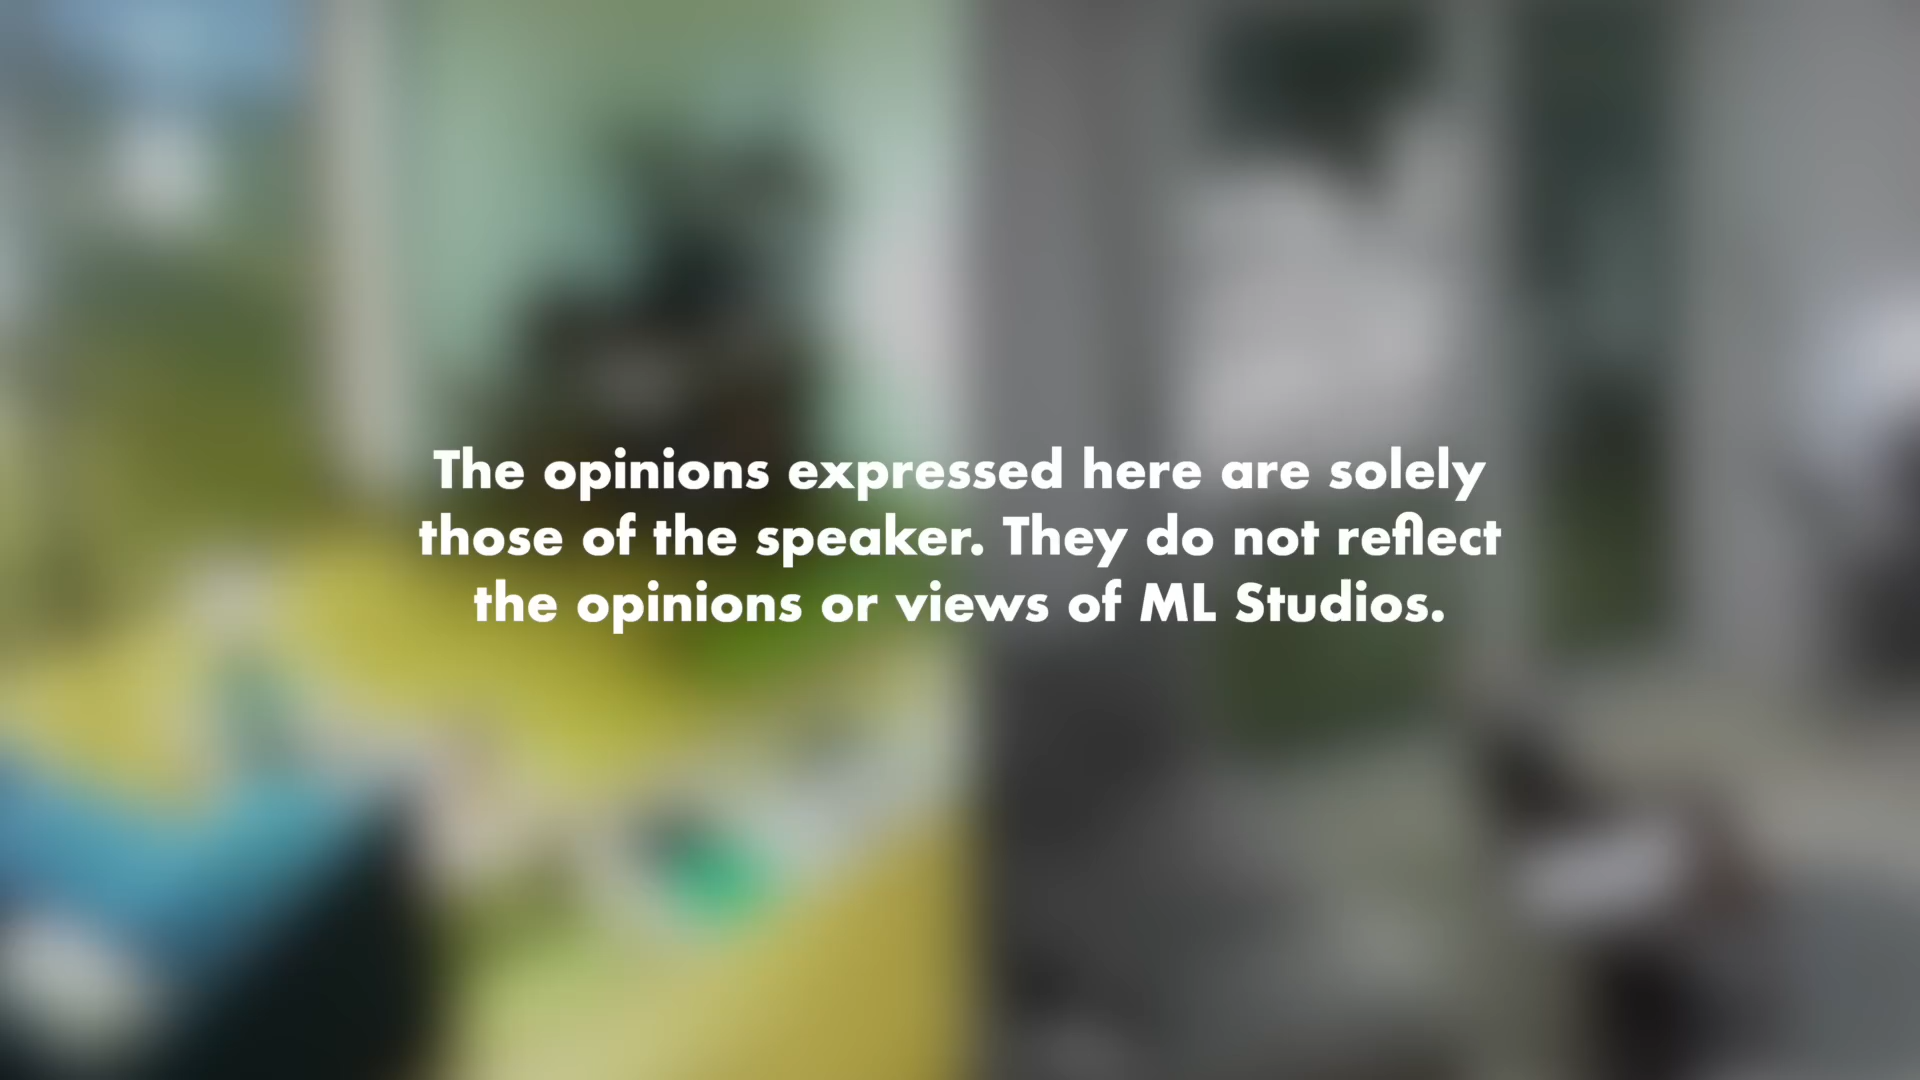 The opinions expressed here are solely
those of the speaker. They do not reflect
the opinions or views of ML Studios.